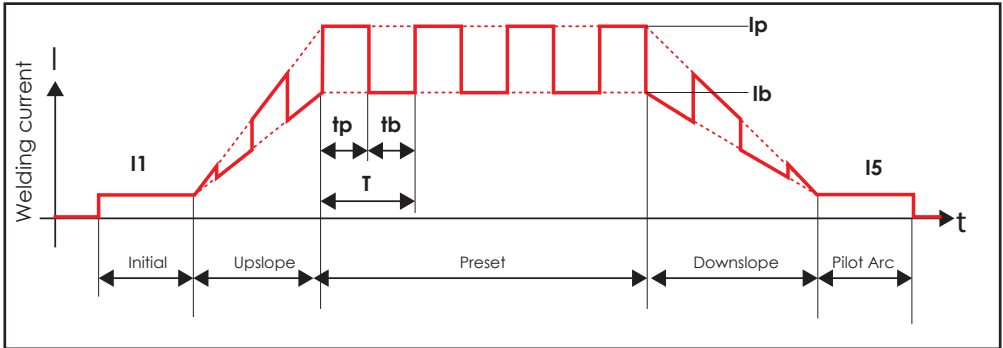 Ip
I
Ib
Welding current
tp tb
I1
I5
T
t
Initial Upslope Preset Downslope Pilot Arc